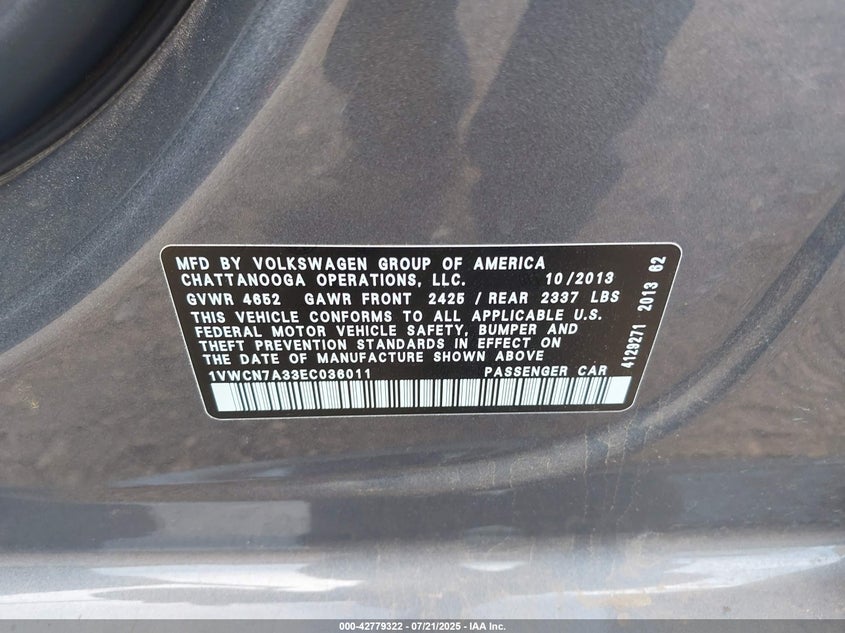 MFD BY VOLKSWAGEN GROUP OF AMERICA
CHATTANOOGA OPERATIONS, LLC. 10/2013
GVWR 4652 GAWR FRONT 2425 / REAR 2337 LBS
THIS VEHICLE CONFORMS TO ALL APPLICABLE U.S.
FEDERAL MOTOR VEHICLE SAFETY, BUMPER AND
THEFT PREVENTION STANDARDS IN EFFECT ON
THE DATE OF MANUFACTURE SHOWN ABOVE
1VWCN7A33EC036011 PASSENGER CAR
4129271 2013 62
000-42779322 - 07/21/2025 - IAA Inc.